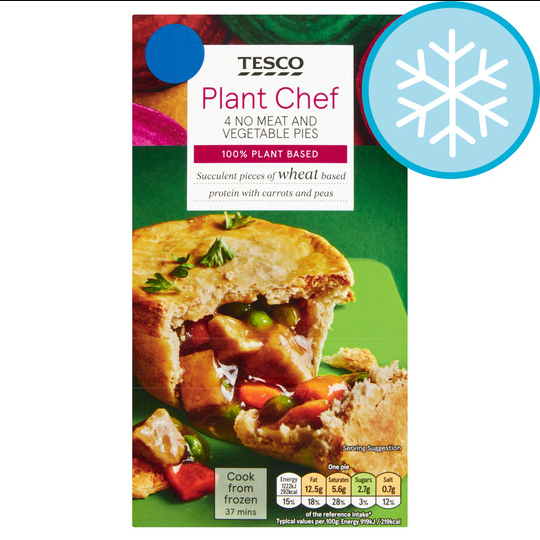 TESCO
Plant Chef
4 NO MEAT AND
VEGETABLE PIES
100% PLANT BASED
Succulent pieces of wheat based
protein with carrots and peas
Serving Suggestion
Cook
from
frozen
37 mins
One pie
Energy Fat Saturates Sugars Salt
1222kJ
292kcal 12.5g 5.6g 2.7g 0.7g
15% 18% 28% 3% 12%
of the reference intake*
Typical values per 100g: Energy 919kJ / 219kcal